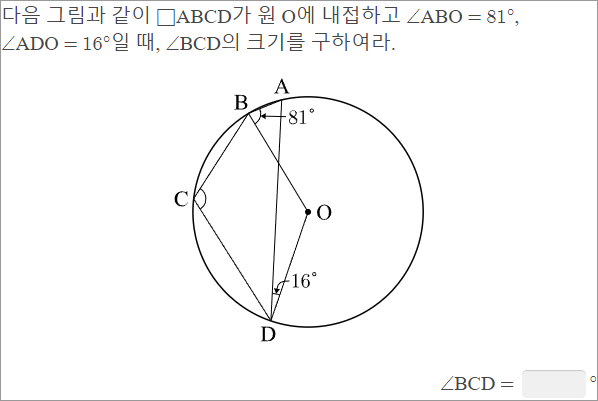 다음 그림과 같이 □ABCD가 원 O에 내접하고 ∠ABO = 81°,
∠ADO = 16°일 때, ∠BCD의 크기를 구하여라.
A
B
81°
C
O
16°
D
∠BCD = °